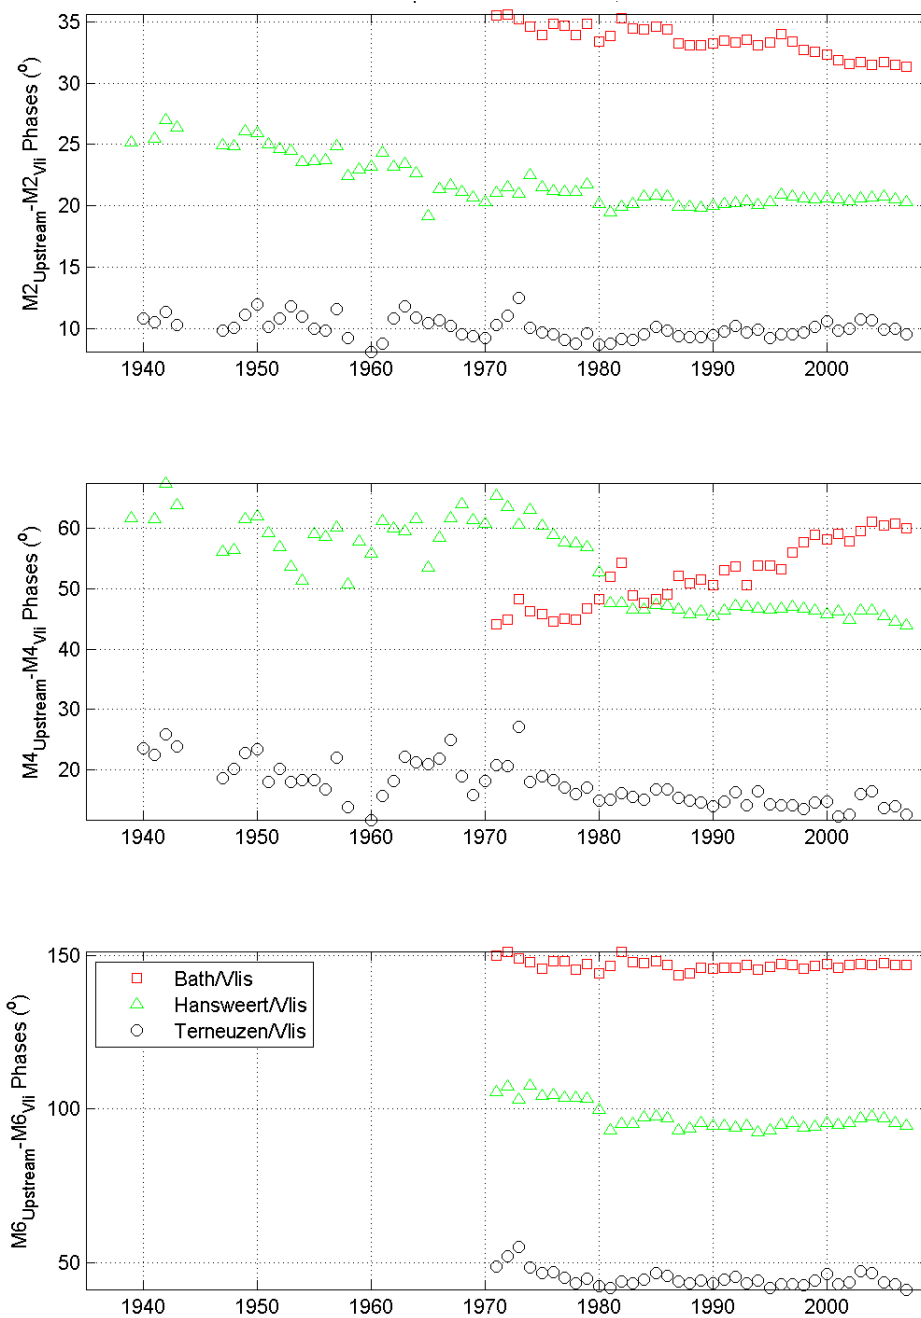 35
30
25
20
15
10
M2Upstream-M2Vli Phases (º)
1940 1950 1960 1970 1980 1990 2000
60
50
40
30
20
M4Upstream-M4Vli Phases (º)
1940 1950 1960 1970 1980 1990 2000
150
100
50
M6Upstream-M6Vli Phases (º)
Bath/Vlis
Hansweert/Vlis
Terneuzen/Vlis
1940 1950 1960 1970 1980 1990 2000